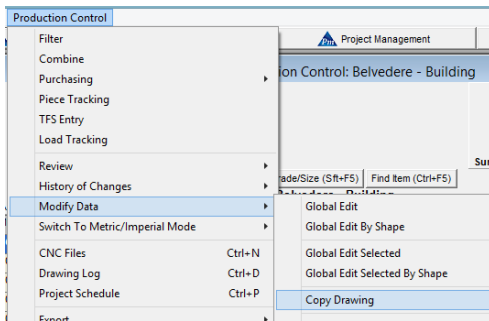 Production Control
Filter
Pm Project Management
Combine
ion Control: Belvedere - Building
Purchasing
Piece Tracking
TFS Entry
Load Tracking
Review
rade/Size (Sft+F5) Find Item (Ctrl+F5)
History of Changes
Modify Data
Global Edit
Switch To Metric/Imperial Mode
Global Edit By Shape
CNC Files Ctrl+N
Global Edit Selected
Drawing Log Ctrl+D
Global Edit Selected By Shape
Project Schedule Ctrl+P
Copy Drawing